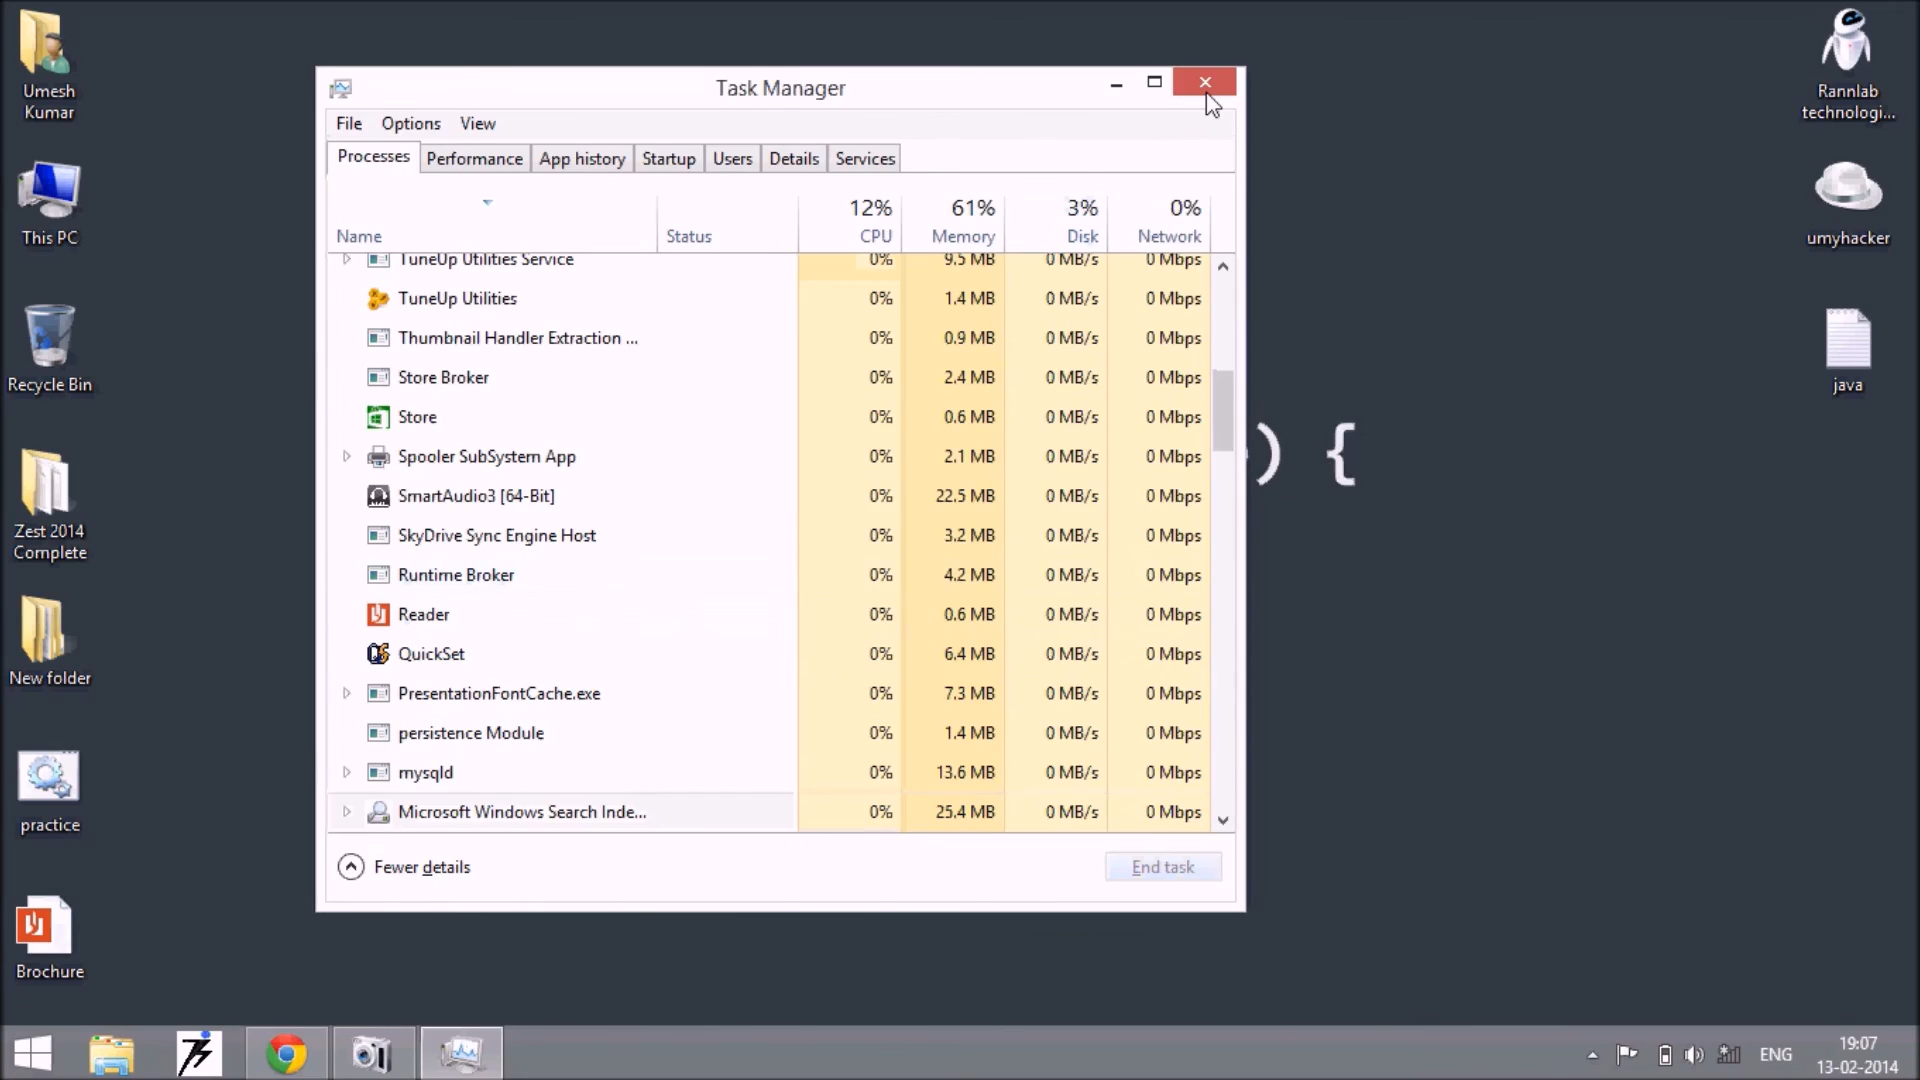 Umesh
Kumar
This PC
Recycle Bin
Zest 2014
Complete
New folder
practice
Brochure
Task Manager
File Options View
Processes Performance App history Startup Users Details Services
12% 61% 3% 0%
Name Status CPU Memory Disk Network
TuneUp Utilities Service 0% 9.5 MB 0 MB/s 0 Mbps
TuneUp Utilities 0% 1.4 MB 0 MB/s 0 Mbps
Thumbnail Handler Extraction ... 0% 0.9 MB 0 MB/s 0 Mbps
Store Broker 0% 2.4 MB 0 MB/s 0 Mbps
Store 0% 0.6 MB 0 MB/s 0 Mbps
Spooler SubSystem App 0% 2.1 MB 0 MB/s 0 Mbps
SmartAudio3 [64-Bit] 0% 22.5 MB 0 MB/s 0 Mbps
SkyDrive Sync Engine Host 0% 3.2 MB 0 MB/s 0 Mbps
Runtime Broker 0% 4.2 MB 0 MB/s 0 Mbps
Reader 0% 0.6 MB 0 MB/s 0 Mbps
QuickSet 0% 6.4 MB 0 MB/s 0 Mbps
PresentationFontCache.exe 0% 7.3 MB 0 MB/s 0 Mbps
persistence Module 0% 1.4 MB 0 MB/s 0 Mbps
mysqld 0% 13.6 MB 0 MB/s 0 Mbps
Microsoft Windows Search Inde... 0% 25.4 MB 0 MB/s 0 Mbps
Fewer details End task
) {
Rannlab
technologi...
umyhacker
java
ENG
19:07
13-02-2014